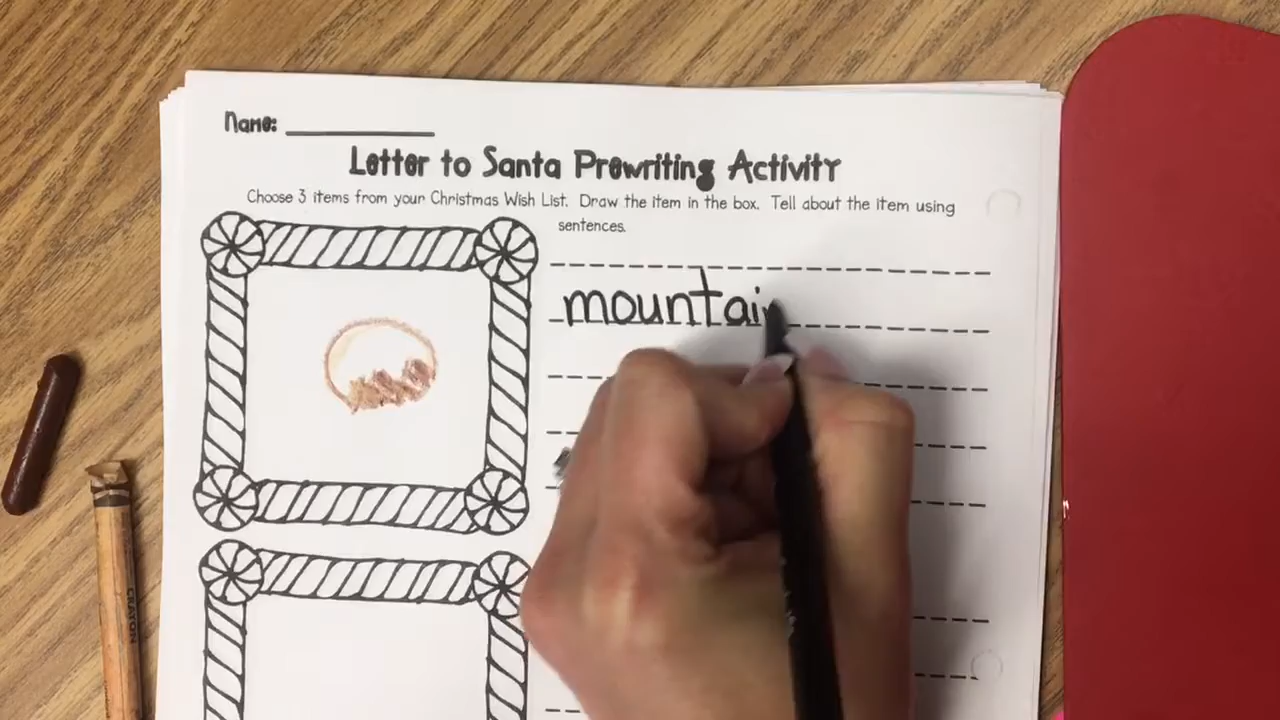 Name:
Letter to Santa Prewriting Activity
Choose 3 items from your Christmas Wish List. Draw the item in the box. Tell about the item using
sentences.
mountai
CRAYON